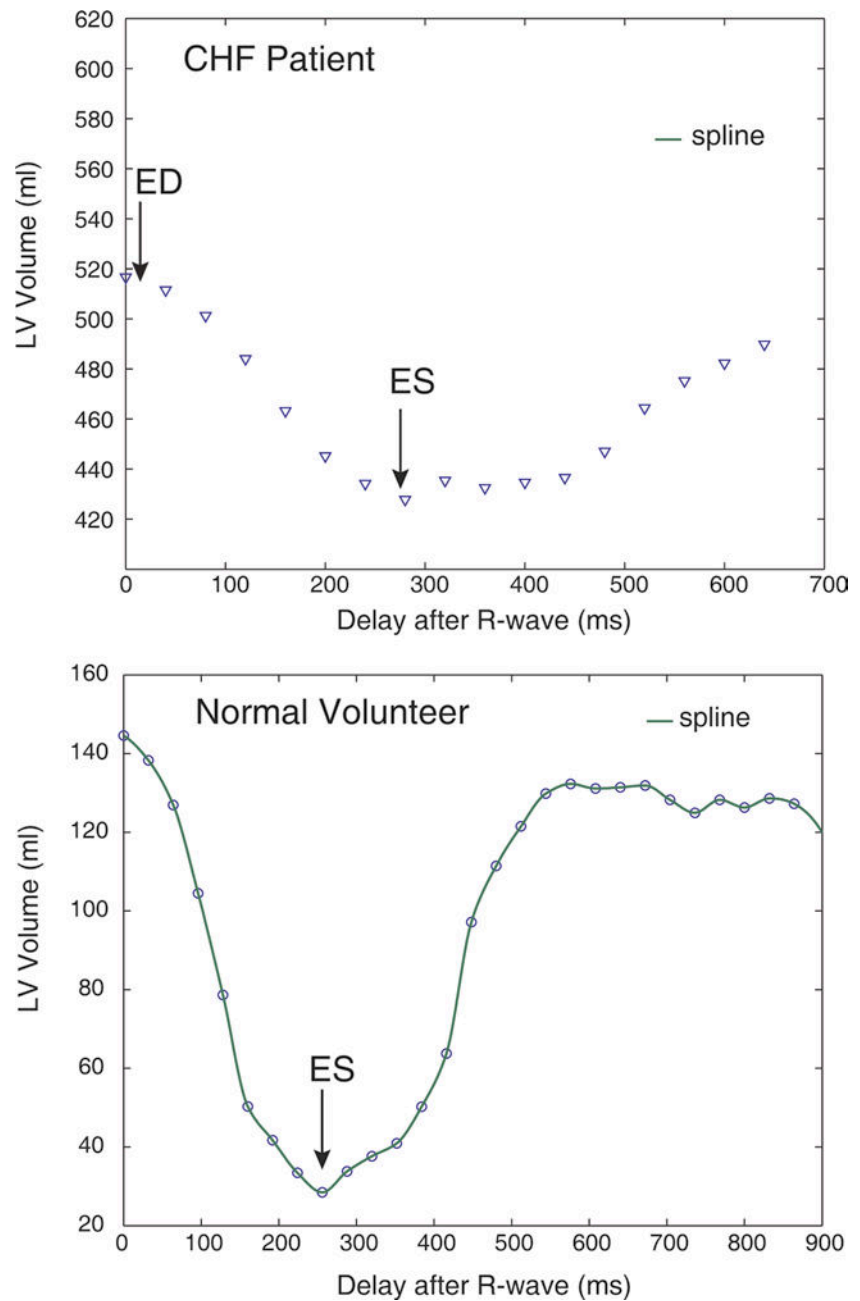 620
CHF Patient
600
580
spline
560
ED
540
520
500
480
ES
460
440
420
0 100 200 300 400 500 600 700
LV Volume (ml)
Delay after R-wave (ms)
160
Normal Volunteer
spline
140
120
100
80
60
ES
40
20
0 100 200 300 400 500 600 700 800 900
LV Volume (ml)
Delay after R-wave (ms)